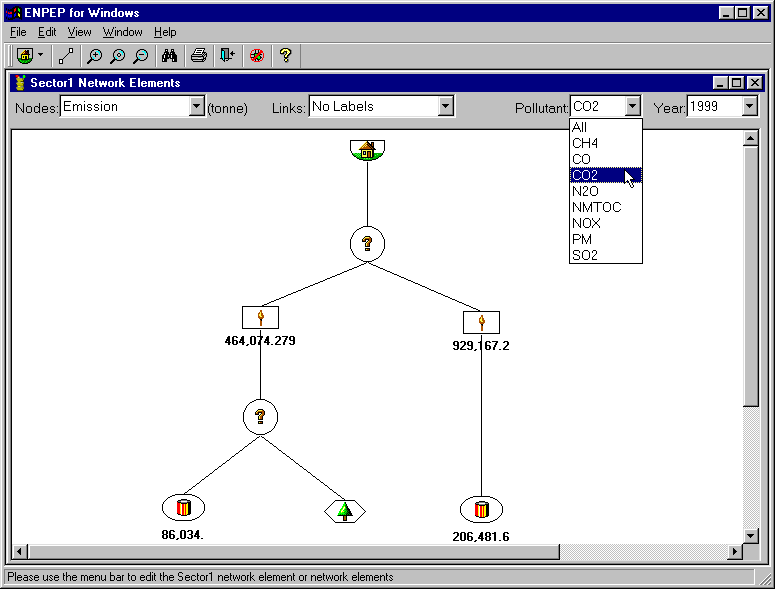 ENPEP for Windows
File Edit View Window Help
Sector1 Network Elements
Nodes: Emission (tonne) Links: No Labels Pollutant: CO2 Year: 1999
All
CH4
CO
CO2
N2O
NMTOC
NOX
PM
SO2
464,074.279
929,167.2
86,034.
206,481.6
Please use the menu bar to edit the Sector1 network element or network elements